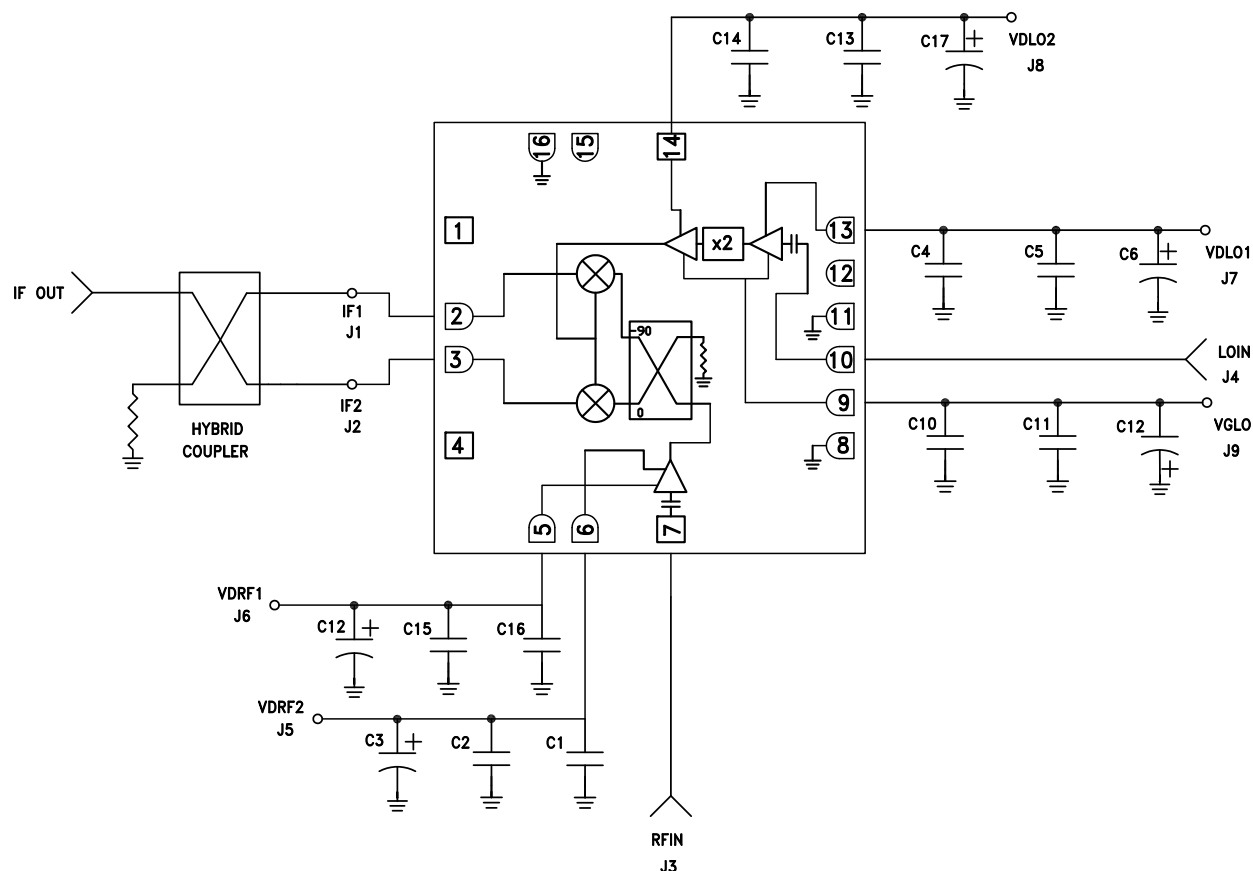 C14
C13
C17
+
VDLO2
J8
16
15
14
1
13
x2
C4
C5
C6
+
VDLO1
J7
12
IF OUT
IF1
J1
2
11
-90
3
10
LOIN
J4
IF2
J2
9
0
C10
C11
C12
+
VGLO
J9
HYBRID
COUPLER
4
8
5
6
7
VDRF1
J6
C12
+
C15
C16
VDRF2
J5
C3
+
C2
C1
RFIN
J3